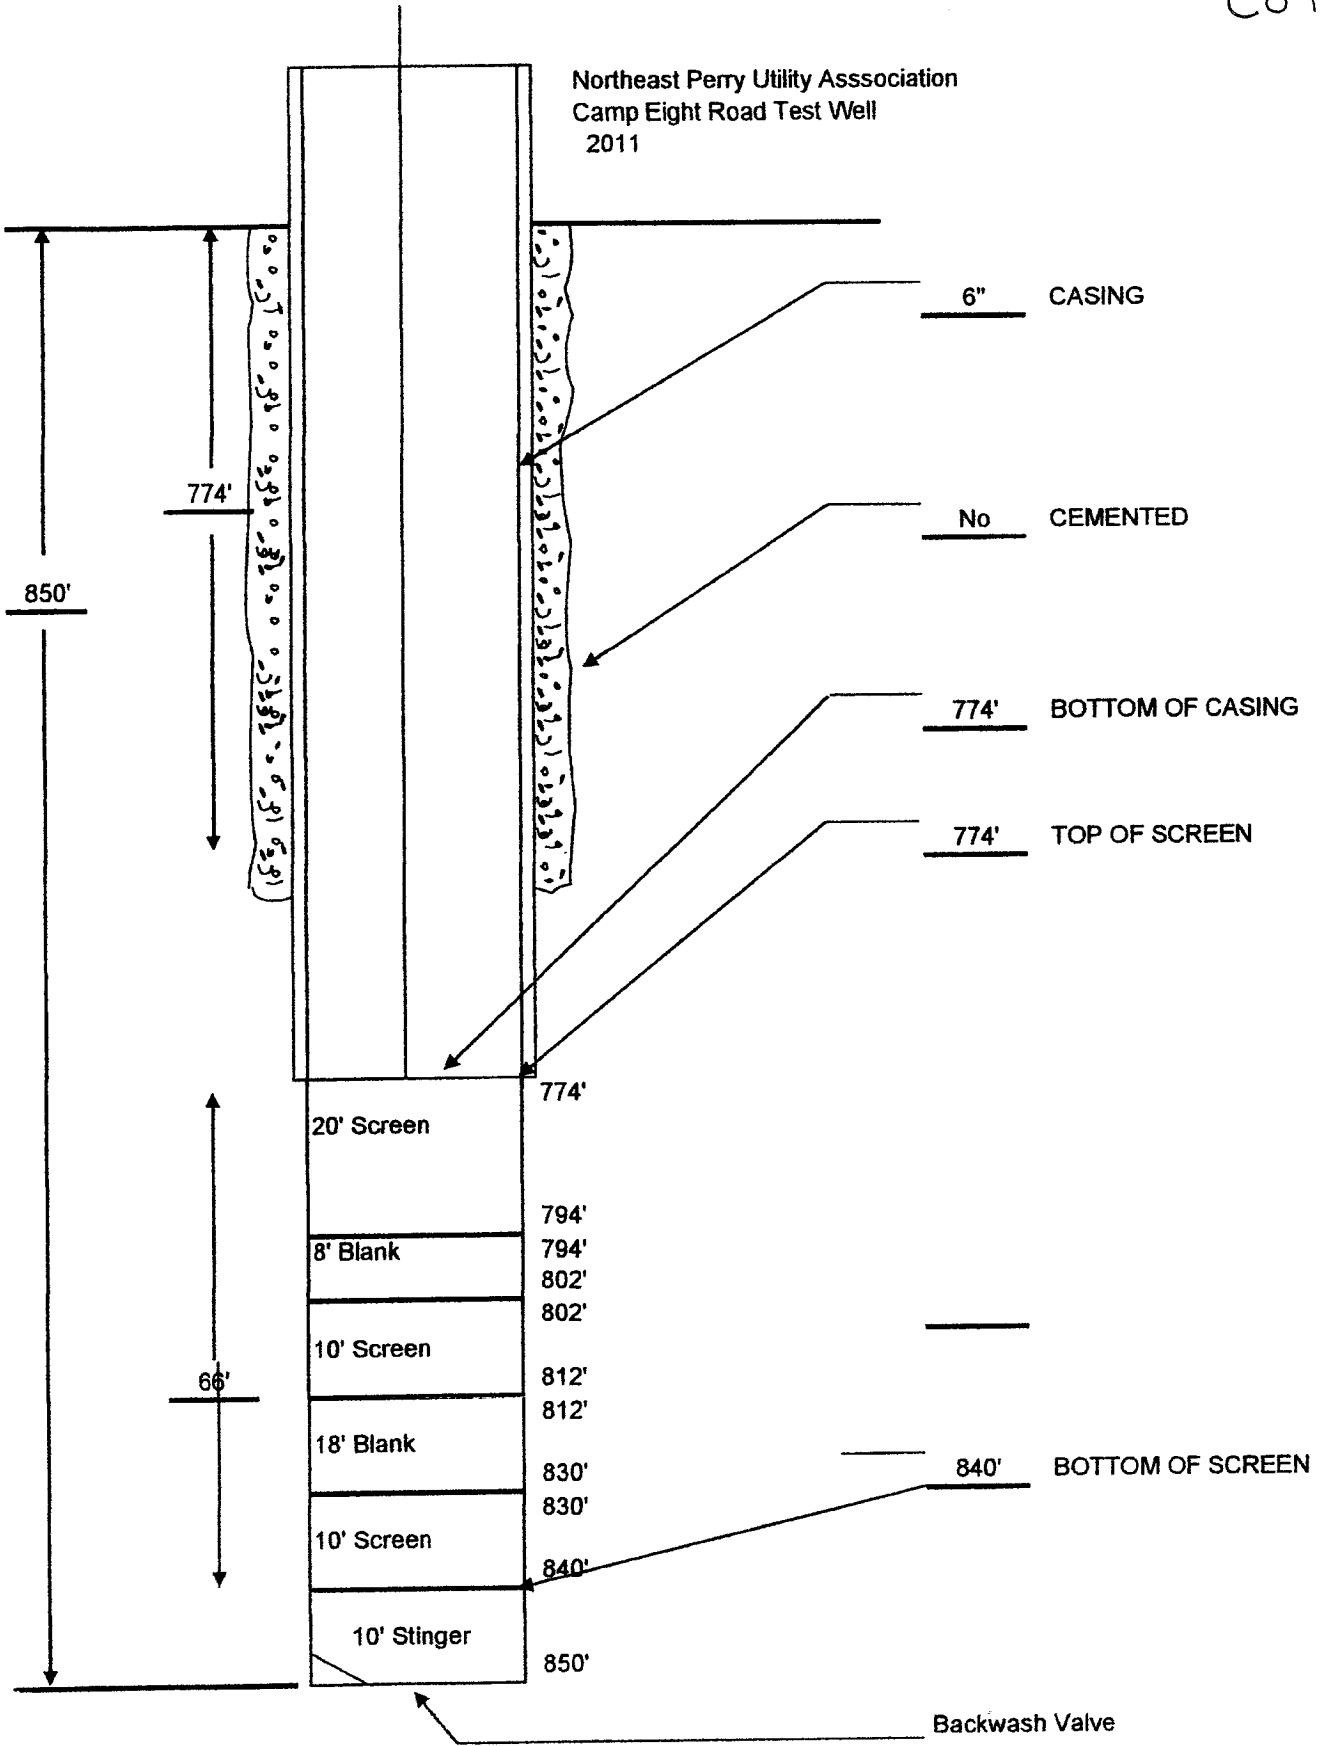 Northeast Perry Utility Asssociation
Camp Eight Road Test Well
2011
6" CASING
774'
No CEMENTED
850'
774' BOTTOM OF CASING
774' TOP OF SCREEN
774'
20' Screen
794'
8' Blank 794'
802'
802'
10' Screen
812'
66'
812'
18' Blank
830'
840' BOTTOM OF SCREEN
830'
10' Screen
840'
10' Stinger
850'
Backwash Valve